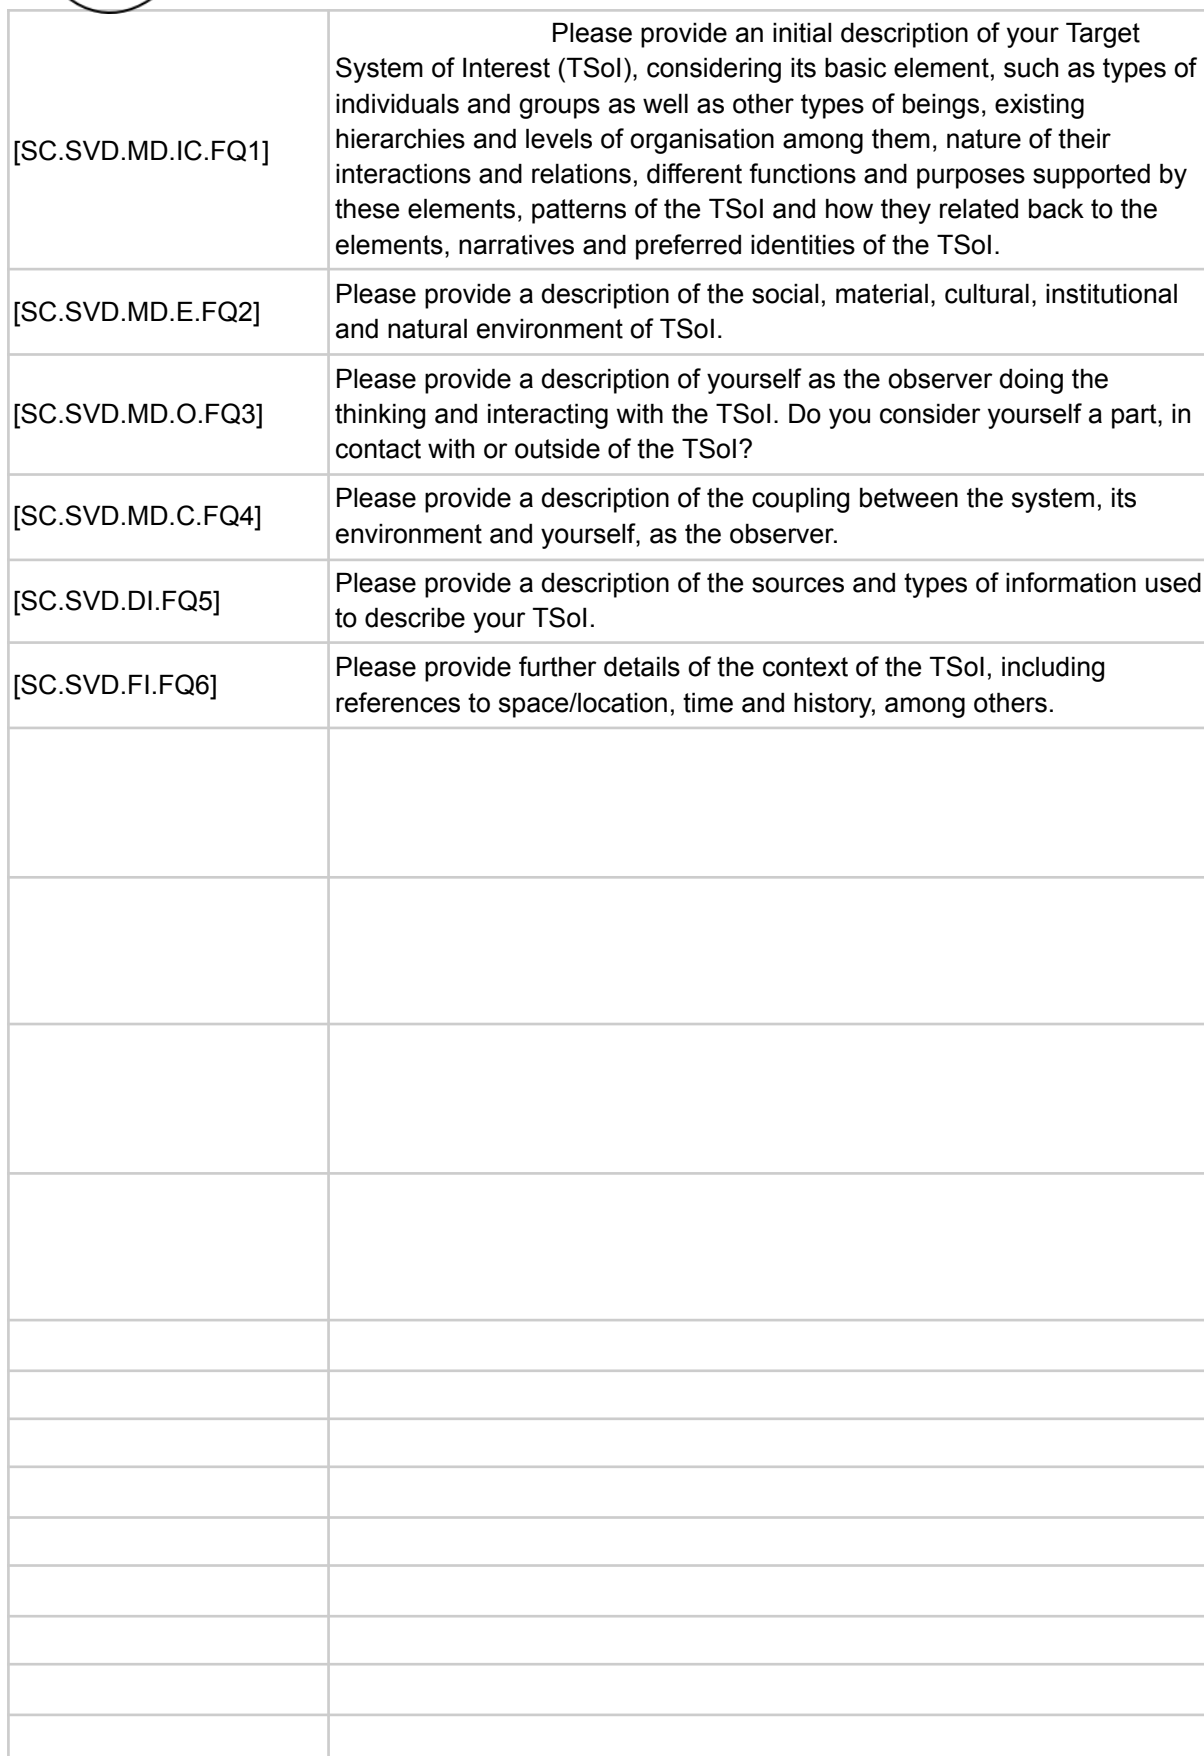 [SC.SVD.MD.IC.FQ1]
Please provide an initial description of your Target
System of Interest (TSoI), considering its basic element, such as types of
individuals and groups as well as other types of beings, existing
hierarchies and levels of organisation among them, nature of their
interactions and relations, different functions and purposes supported by
these elements, patterns of the TSoI and how they related back to the
elements, narratives and preferred identities of the TSoI.
[SC.SVD.MD.E.FQ2]
Please provide a description of the social, material, cultural, institutional
and natural environment of TSoI.
[SC.SVD.MD.O.FQ3]
Please provide a description of yourself as the observer doing the
thinking and interacting with the TSoI. Do you consider yourself a part, in
contact with or outside of the TSoI?
[SC.SVD.MD.C.FQ4]
Please provide a description of the coupling between the system, its
environment and yourself, as the observer.
[SC.SVD.DI.FQ5]
Please provide a description of the sources and types of information used
to describe your TSoI.
[SC.SVD.FI.FQ6]
Please provide further details of the context of the TSoI, including
references to space/location, time and history, among others.